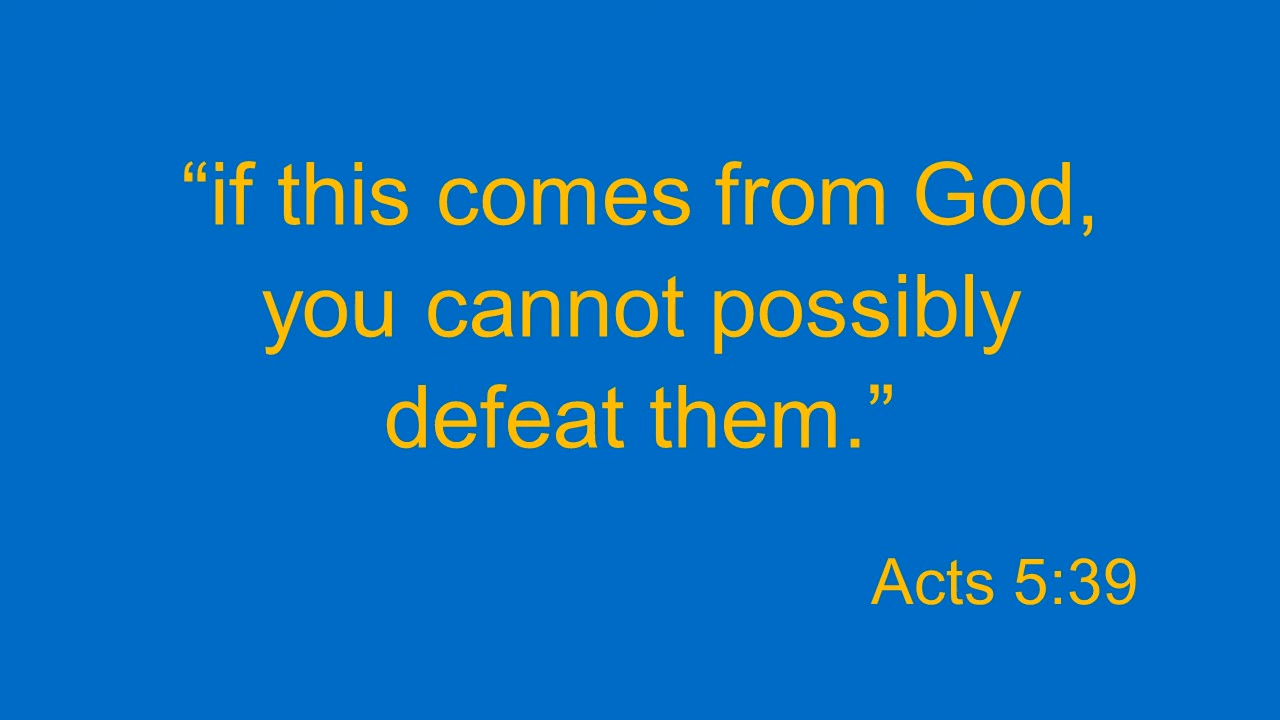 “if this comes from God,
you cannot possibly
defeat them.”
Acts 5:39